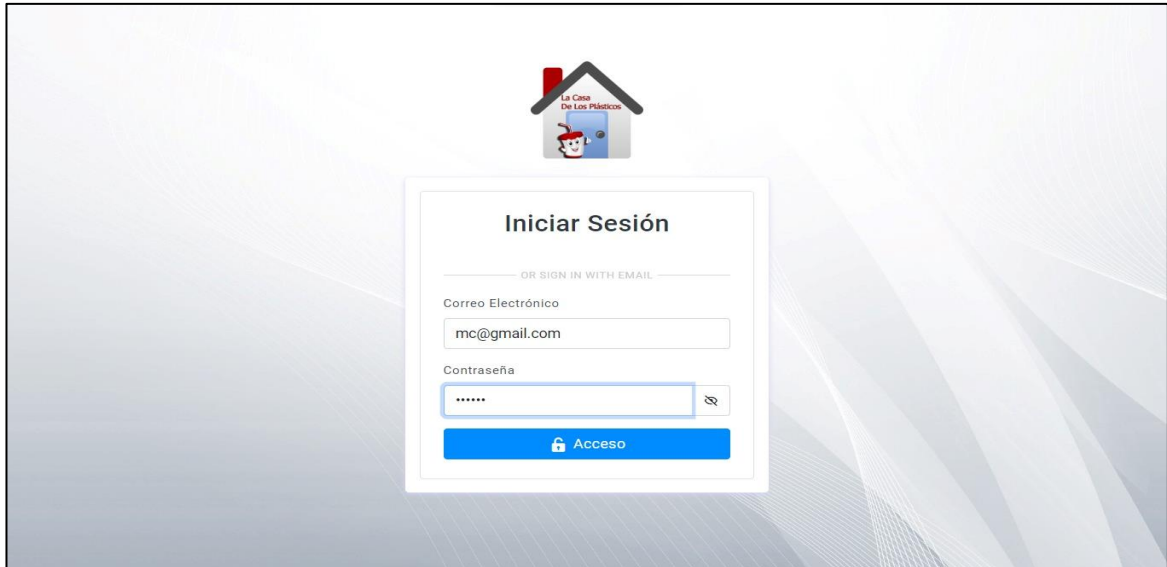 La Casa
De Los Plásticos
Iniciar Sesión
OR SIGN IN WITH EMAIL
Correo Electrónico
mc@gmail.com
Contraseña
••••••
Acceso